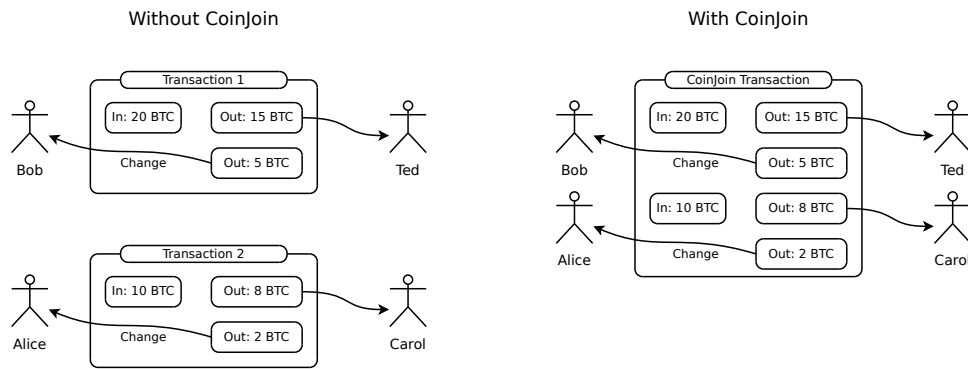 Without CoinJoin
Transaction 1
In: 20 BTC
Out: 15 BTC
Change
Out: 5 BTC
Bob
Ted
Transaction 2
In: 10 BTC
Out: 8 BTC
Change
Out: 2 BTC
Alice
Carol
With CoinJoin
CoinJoin Transaction
In: 20 BTC
Out: 15 BTC
Change
Out: 5 BTC
Bob
Ted
In: 10 BTC
Out: 8 BTC
Change
Out: 2 BTC
Alice
Carol